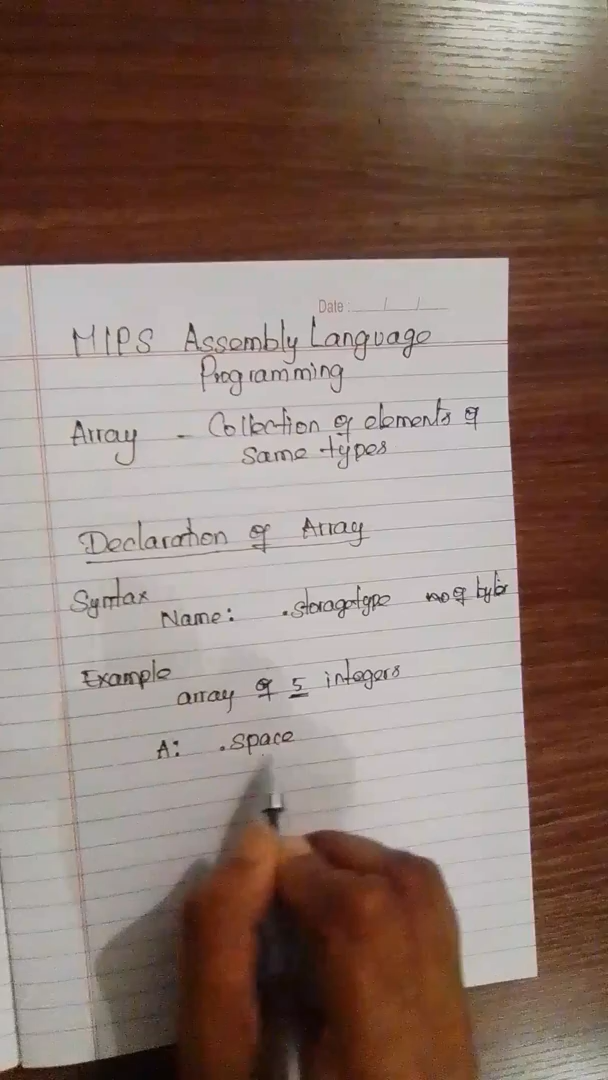 Date : / /
MIPS Assembly Language
Programming
Array - Collection of elements of
same types
Declaration of Array
Syntax
Name: .storagetype no of bytes
Example
array of 5 integers
A: .space